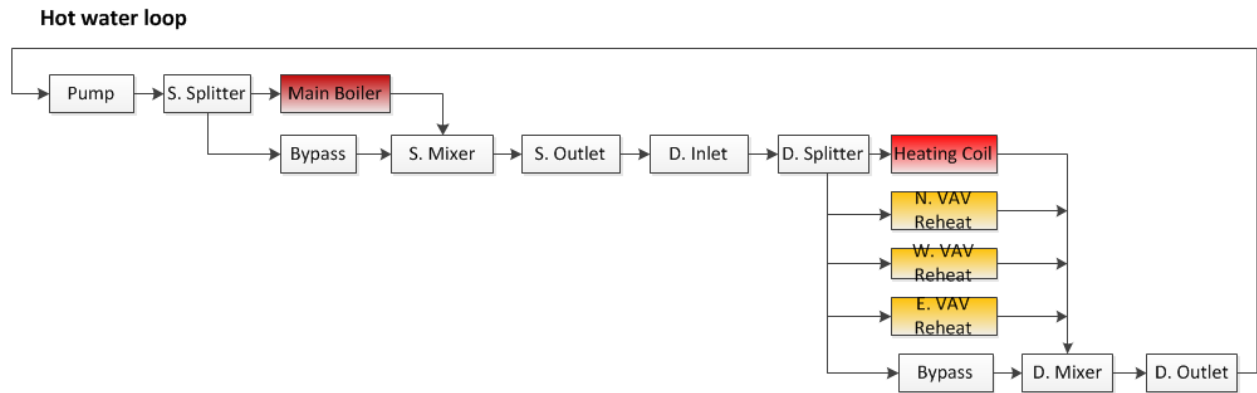 Hot water loop
Pump
S. Splitter
Main Boiler
Bypass
S. Mixer
S. Outlet
D. Inlet
D. Splitter
Heating Coil
N. VAV
Reheat
W. VAV
Reheat
E. VAV
Reheat
Bypass
D. Mixer
D. Outlet